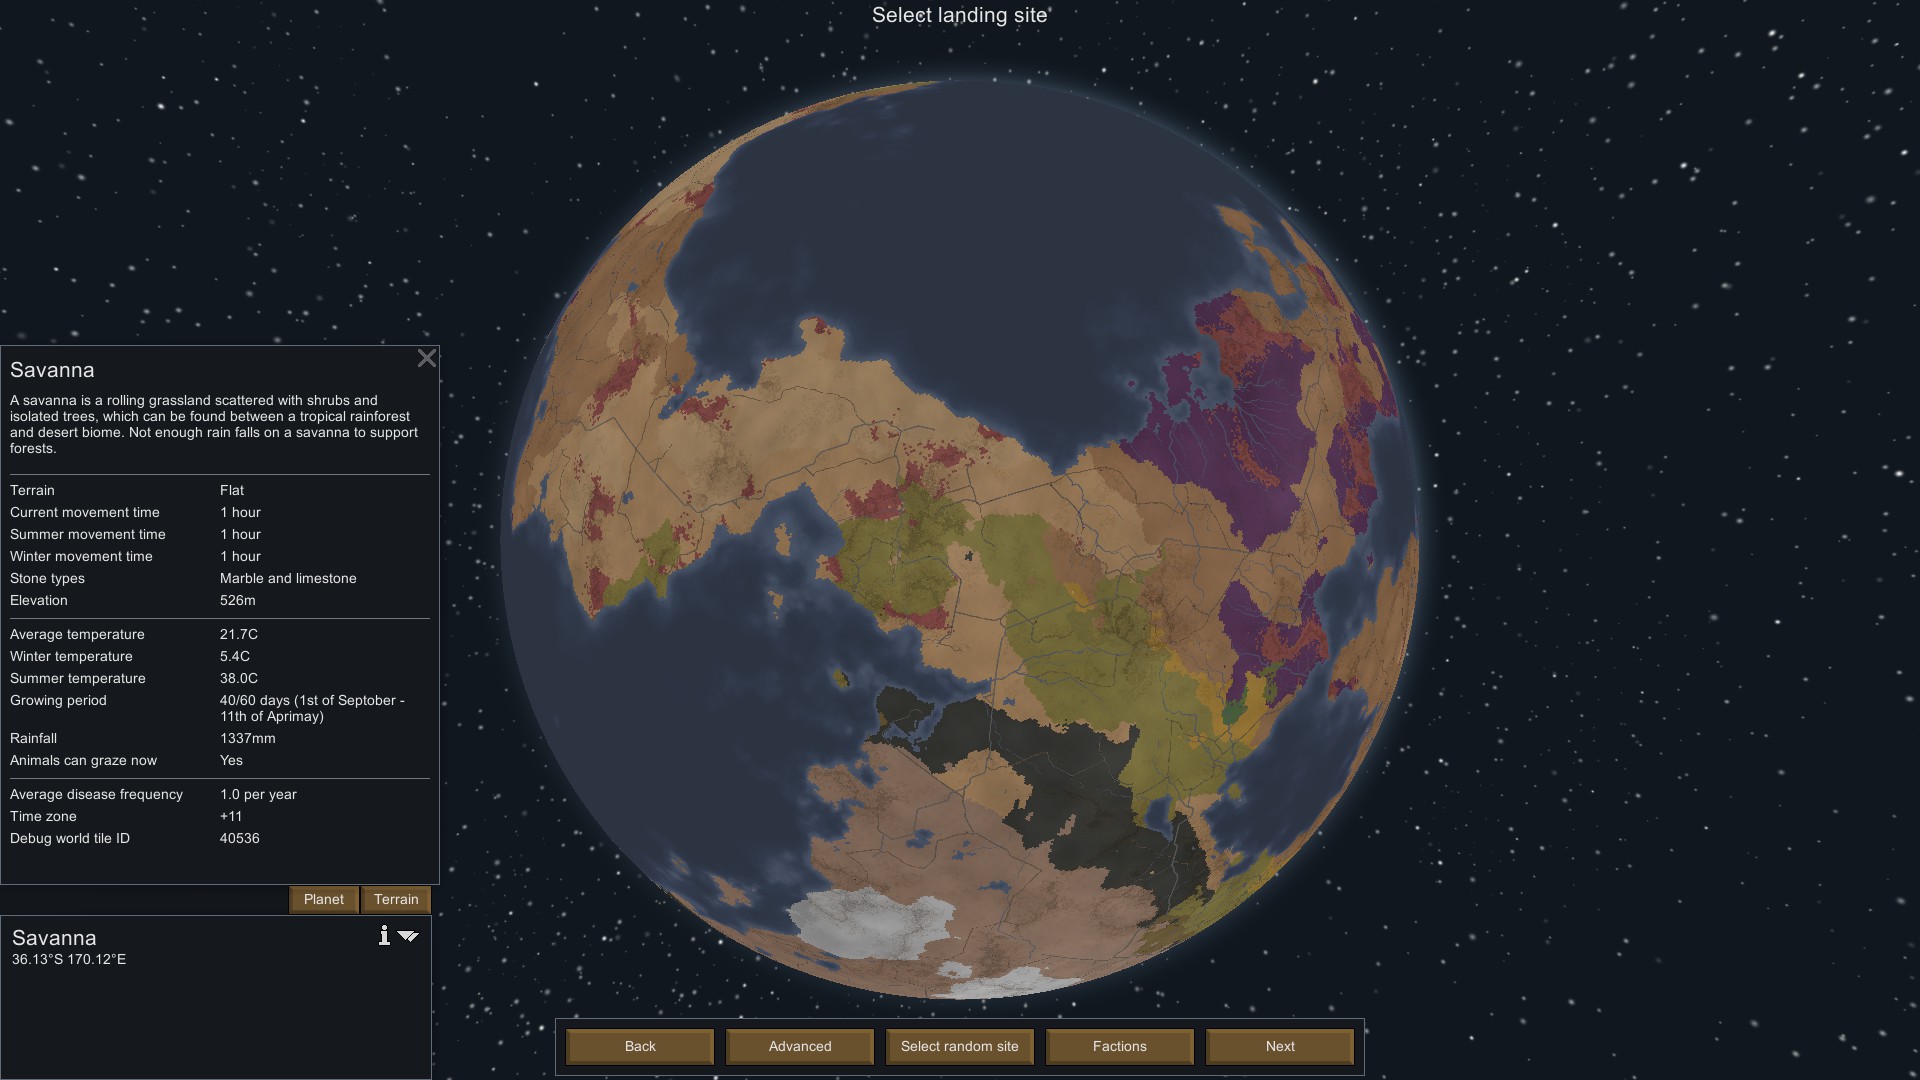 Select landing site
Savanna
A savanna is a rolling grassland scattered with shrubs and
isolated trees, which can be found between a tropical rainforest
and desert biome. Not enough rain falls on a savanna to support
forests.
Terrain Flat
Current movement time 1 hour
Summer movement time 1 hour
Winter movement time 1 hour
Stone types Marble and limestone
Elevation 526m
Average temperature 21.7C
Winter temperature 5.4C
Summer temperature 38.0C
Growing period 40/60 days (1st of Septober -
11th of Aprimay)
Rainfall 1337mm
Animals can graze now Yes
Average disease frequency 1.0 per year
Time zone +11
Debug world tile ID 40536
Planet Terrain
Savanna
36.13°S 170.12°E
Back Advanced Select random site Factions Next